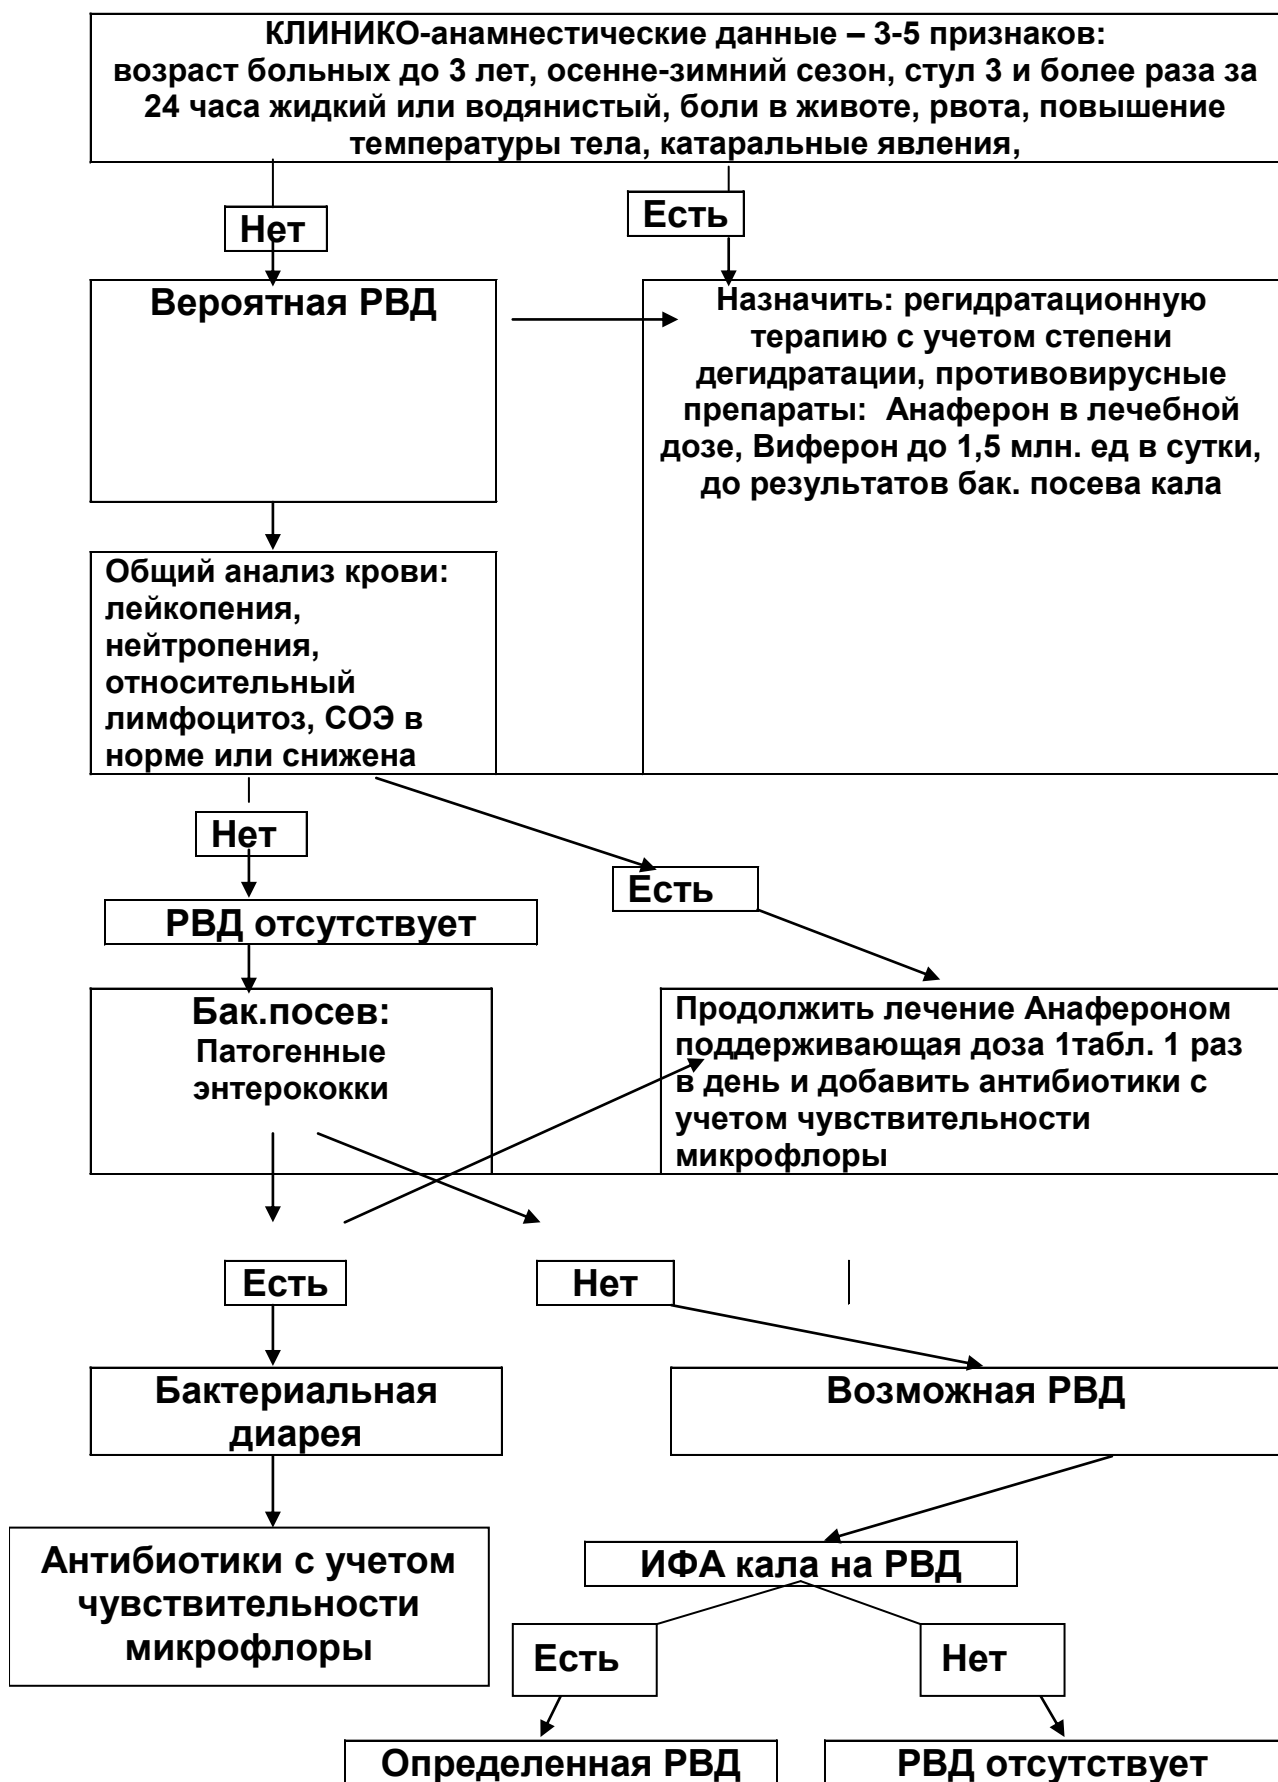 КЛИНИКО-анамнестические данные – 3-5 признаков:
возраст больных до 3 лет, осенне-зимний сезон, стул 3 и более раза за
24 часа жидкий или водянистый, боли в животе, рвота, повышение
температуры тела, катаральные явления,
Нет
Есть
Вероятная РВД
Назначить: регидратационную
терапию с учетом степени
дегидратации, противовирусные
препараты: Анаферон в лечебной
дозе, Виферон до 1,5 млн. ед в сутки,
до результатов бак. посева кала
Общий анализ крови:
лейкопения,
нейтропения,
относительный
лимфоцитоз, СОЭ в
норме или снижена
Нет
Есть
РВД отсутствует
Бак.посев:
Патогенные
энтерококки
Продолжить лечение Анафероном
поддерживающая доза 1табл. 1 раз
в день и добавить антибиотики с
учетом чувствительности
микрофлоры
Есть
Нет
Бактериальная
диарея
Возможная РВД
Антибиотики с учетом
чувствительности
микрофлоры
ИФА кала на РВД
Есть
Нет
Определенная РВД
РВД отсутствует